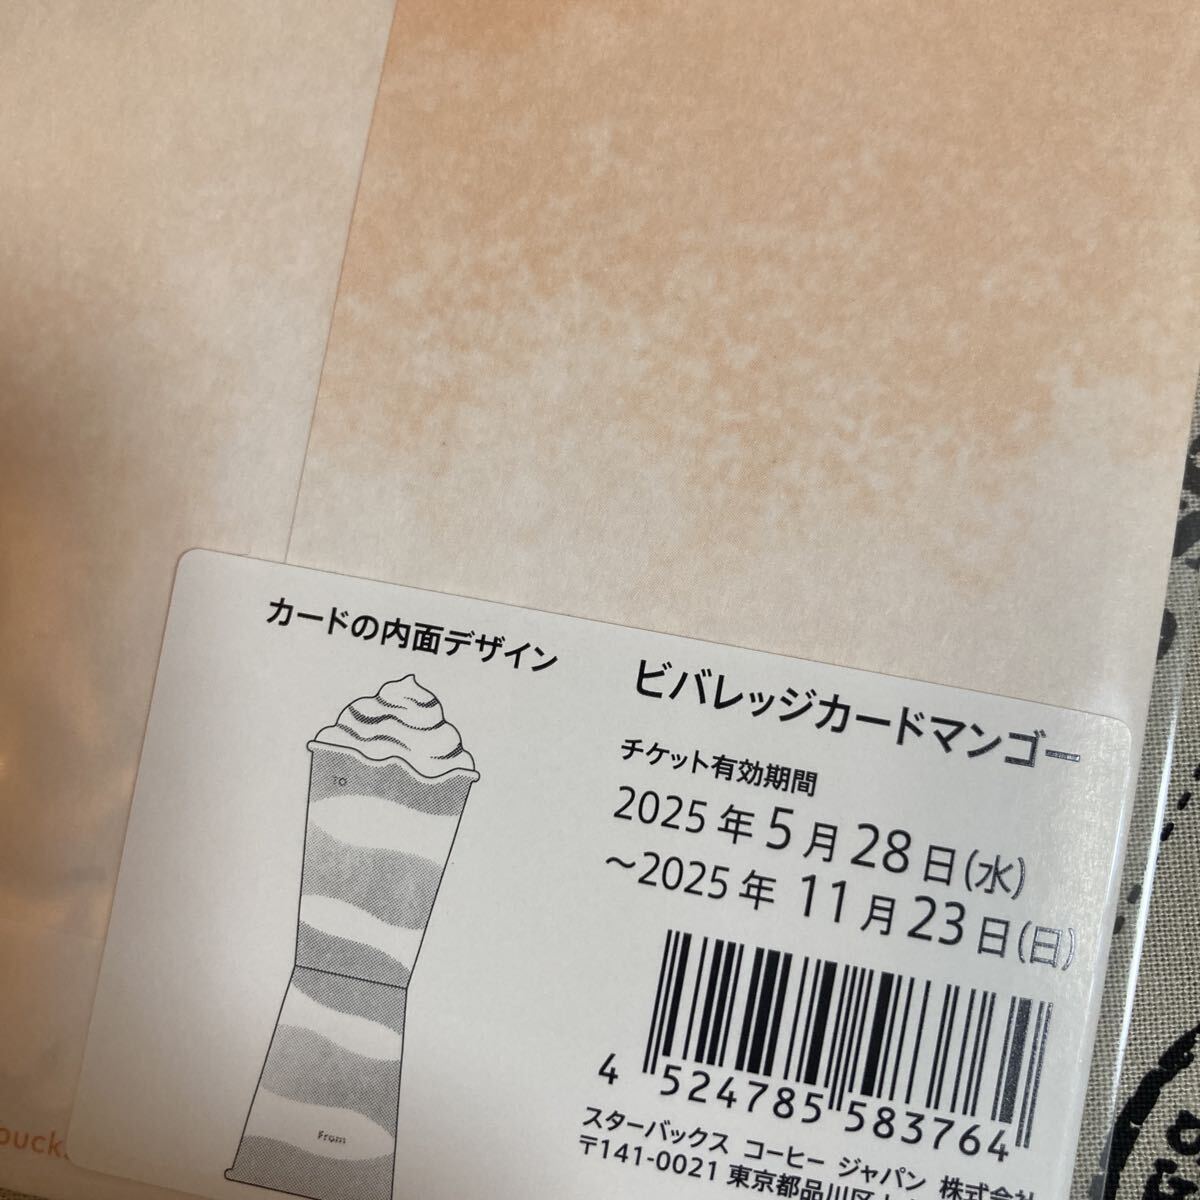 カードの内面デザイン
TO
From
ビバレッジカードマンゴー
チケット有効期間
2025年5月28日(水)
～2025年11月23日(日)
4 524785 583764
スターバックス コーヒー ジャパン 株式会
〒141-0021 東京都品川区上
buck